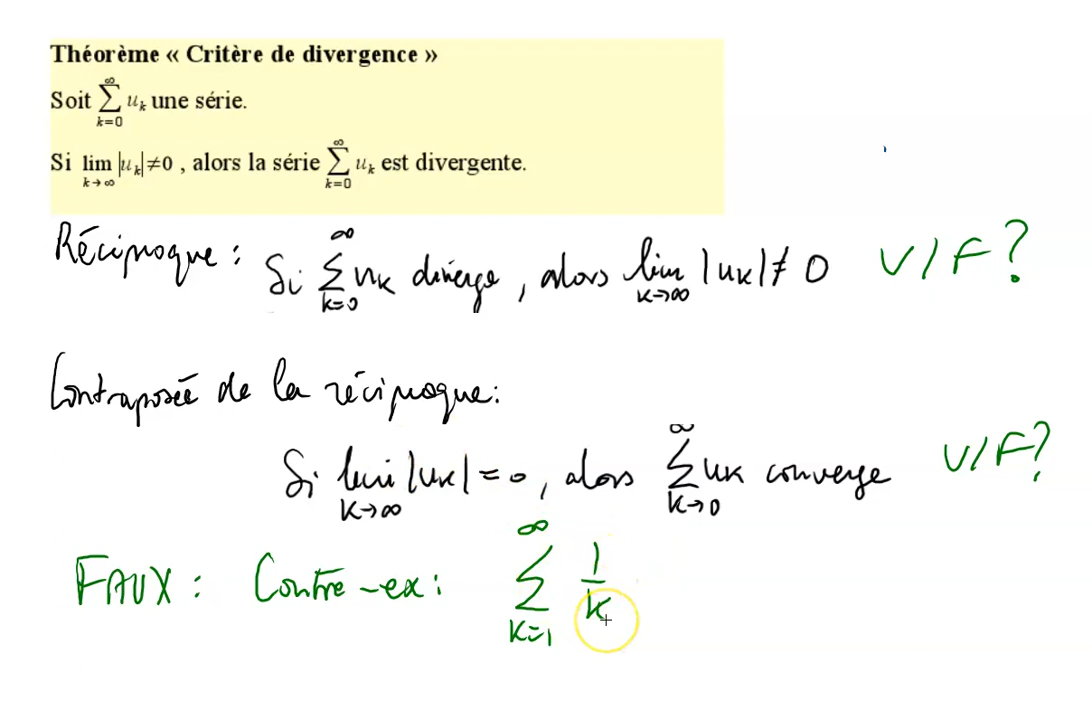 Théorème « Critère de divergence »
Soit ∑_{k=0}^{∞} u_k une série.
Si lim_{k→∞} |u_k|≠0 , alors la série ∑_{k=0}^{∞} u_k est divergente.
Réciproque : Si ∑_{k=0}^{∞} u_k diverge, alors lim_{k→∞} |u_k| ≠ 0 V/F?
Contraposée de la réciproque:
Si lim_{k→∞} |u_k| = 0, alors ∑_{k→0}^{∞} u_k converge V/F?
FAUX : Contre-ex: ∑_{k=1}^{∞} 1/k